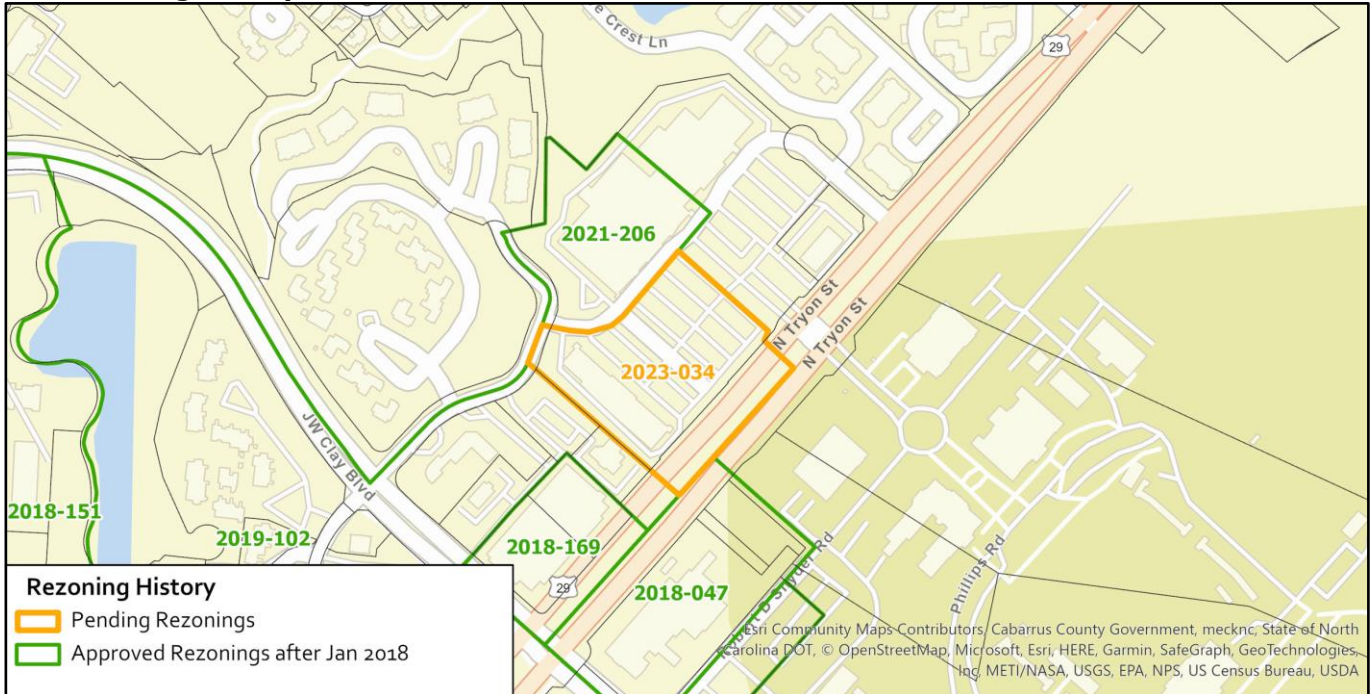 e Crest Ln
29
2021-206
N Tryon St
N Tryon St
2023-034
JW Clay Blvd
2018-151
2019-102
2018-169
29
2018-047
Robert D Snyder Rd
Phillips Rd
Rezoning History
Pending Rezonings
Approved Rezonings after Jan 2018
Esri Community Maps Contributors, Cabarrus County Government, mecknc, State of North
Carolina DOT, © OpenStreetMap, Microsoft, Esri, HERE, Garmin, SafeGraph, GeoTechnologies,
Inc, METI/NASA, USGS, EPA, NPS, US Census Bureau, USDA